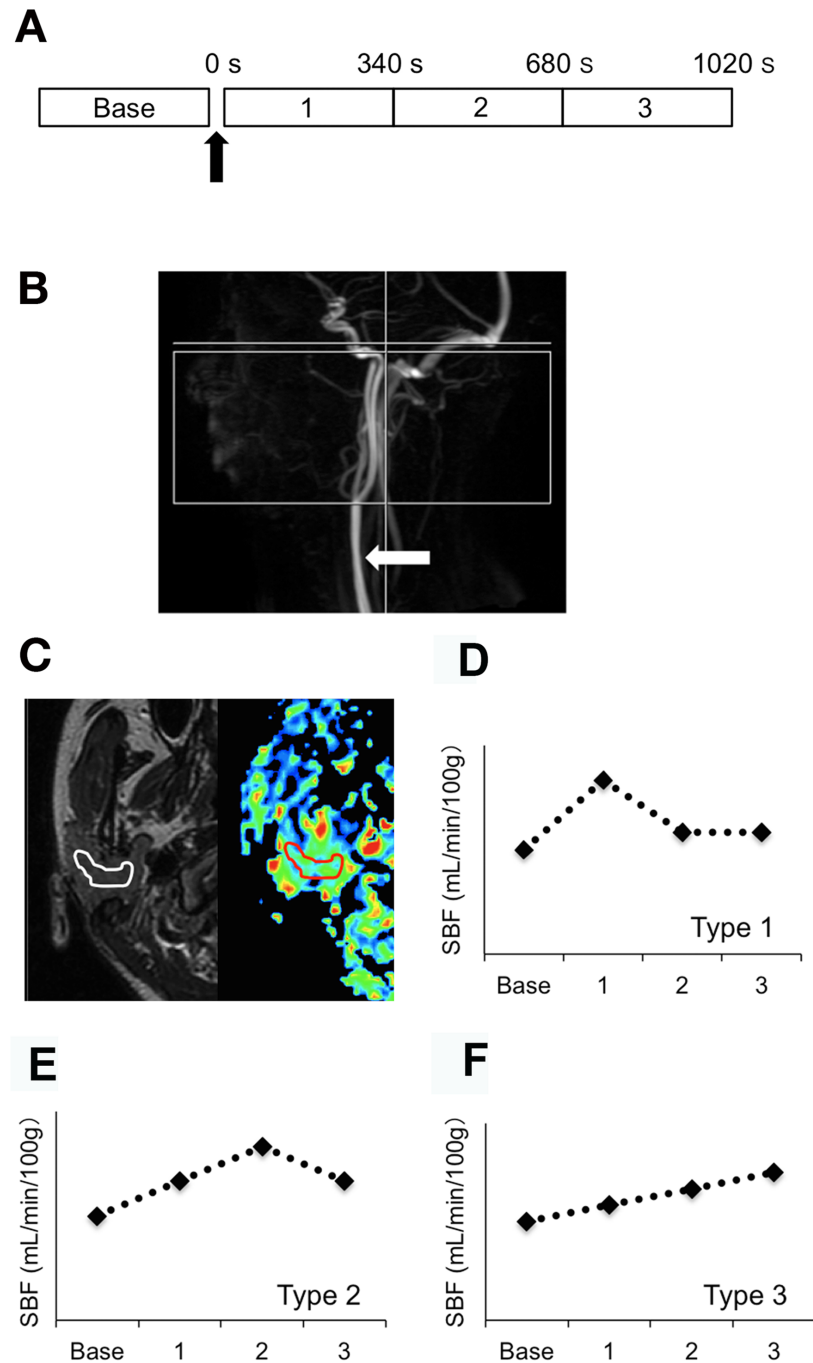 A
0 s 340 s 680 s 1020 s
Base 1 2 3
B
C
D
SBF (mL/min/100g)
Type 1
Base 1 2 3
E
SBF (mL/min/100g)
Type 2
Base 1 2 3
F
SBF (mL/min/100g)
Type 3
Base 1 2 3